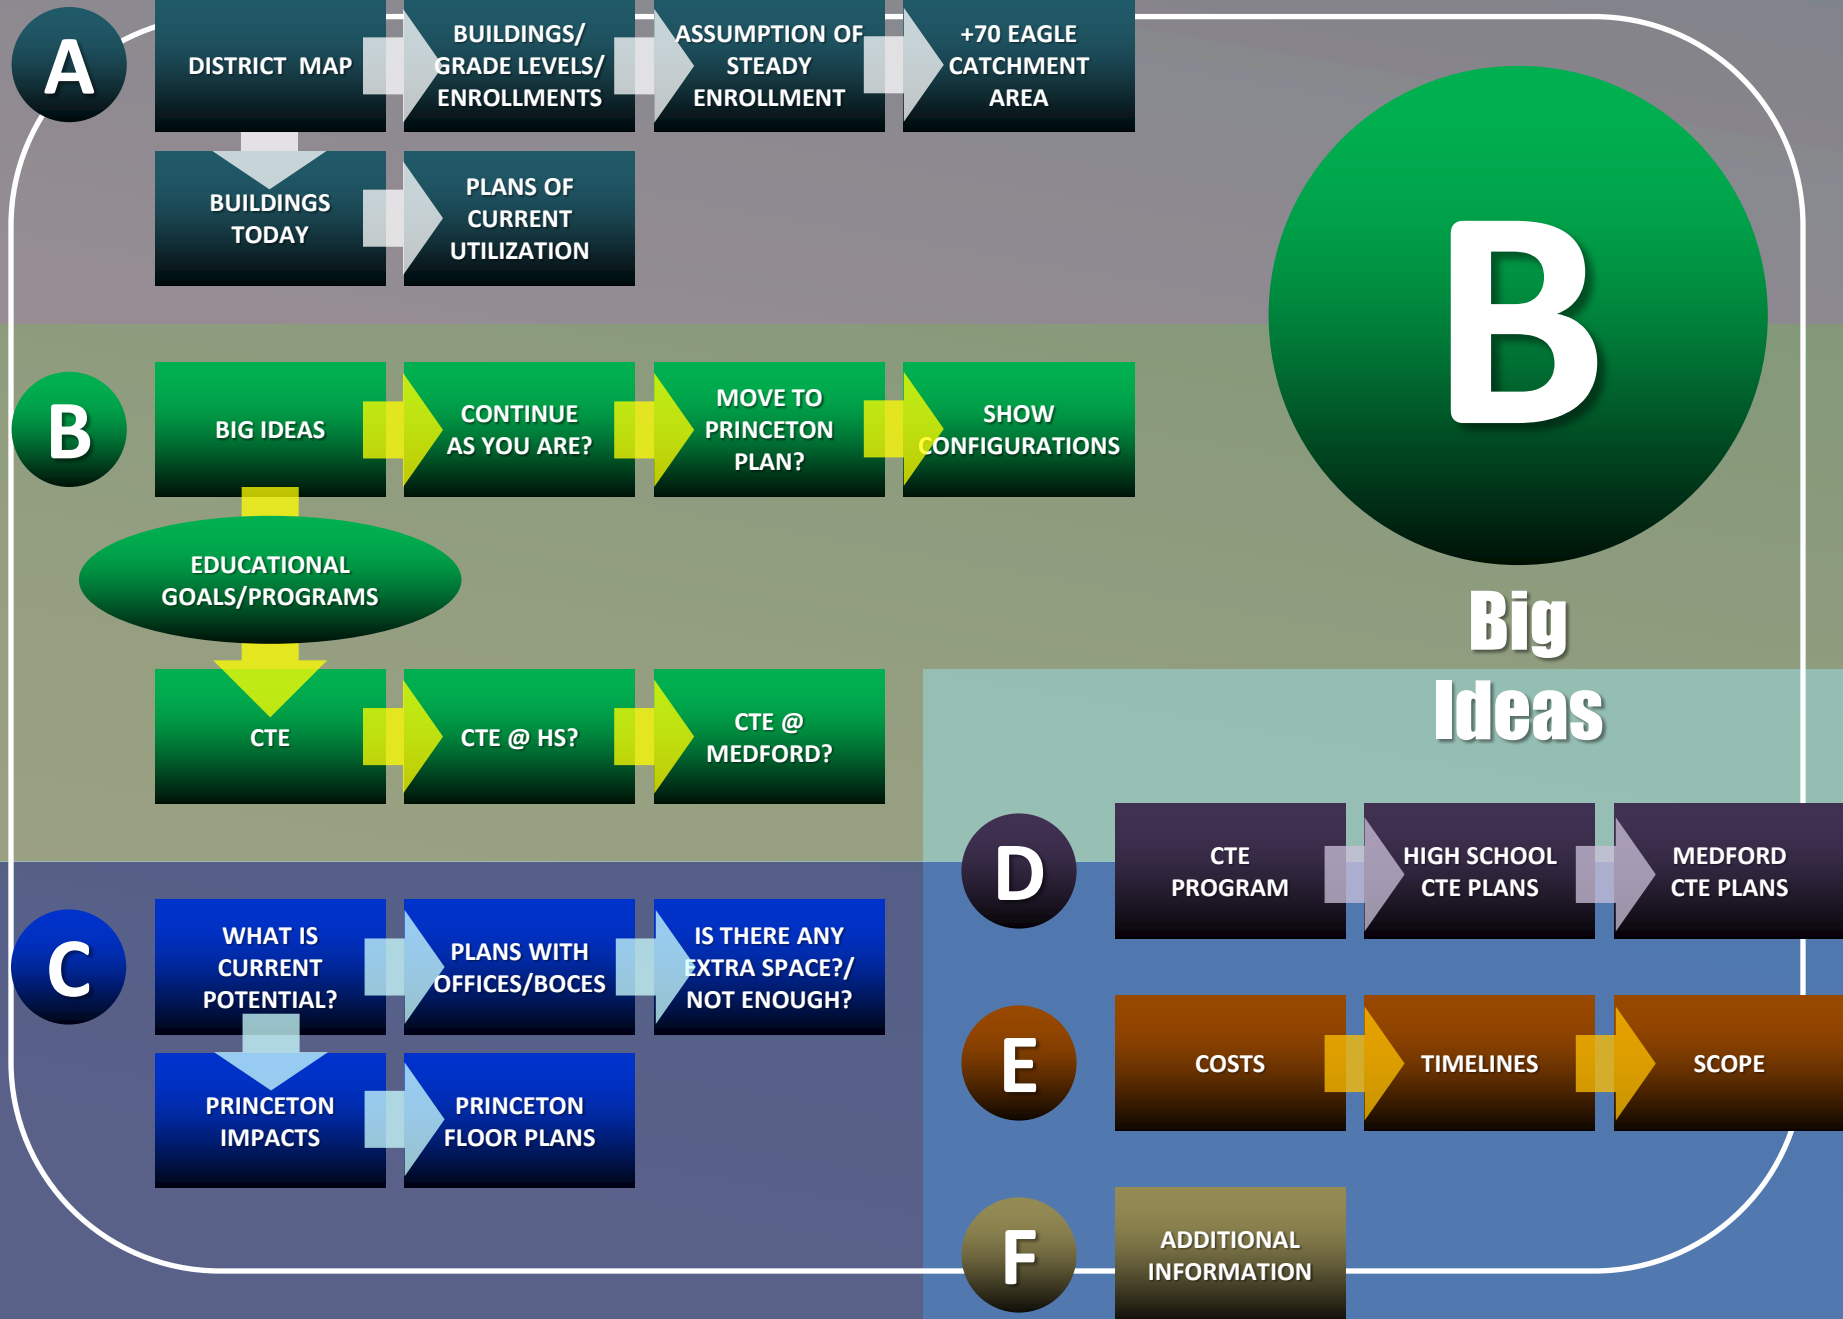 A
DISTRICT MAP
BUILDINGS/
GRADE LEVELS/
ENROLLMENTS
ASSUMPTION OF
STEADY
ENROLLMENT
+70 EAGLE
CATCHMENT
AREA
BUILDINGS
TODAY
PLANS OF
CURRENT
UTILIZATION
B
Big
Ideas
B
BIG IDEAS
CONTINUE
AS YOU ARE?
MOVE TO
PRINCETON
PLAN?
SHOW
CONFIGURATIONS
EDUCATIONAL
GOALS/PROGRAMS
CTE
CTE @ HS?
CTE @
MEDFORD?
C
WHAT IS
CURRENT
POTENTIAL?
PLANS WITH
OFFICES/BOCES
IS THERE ANY
EXTRA SPACE?/
NOT ENOUGH?
PRINCETON
IMPACTS
PRINCETON
FLOOR PLANS
D
CTE
PROGRAM
HIGH SCHOOL
CTE PLANS
MEDFORD
CTE PLANS
E
COSTS
TIMELINES
SCOPE
F
ADDITIONAL
INFORMATION